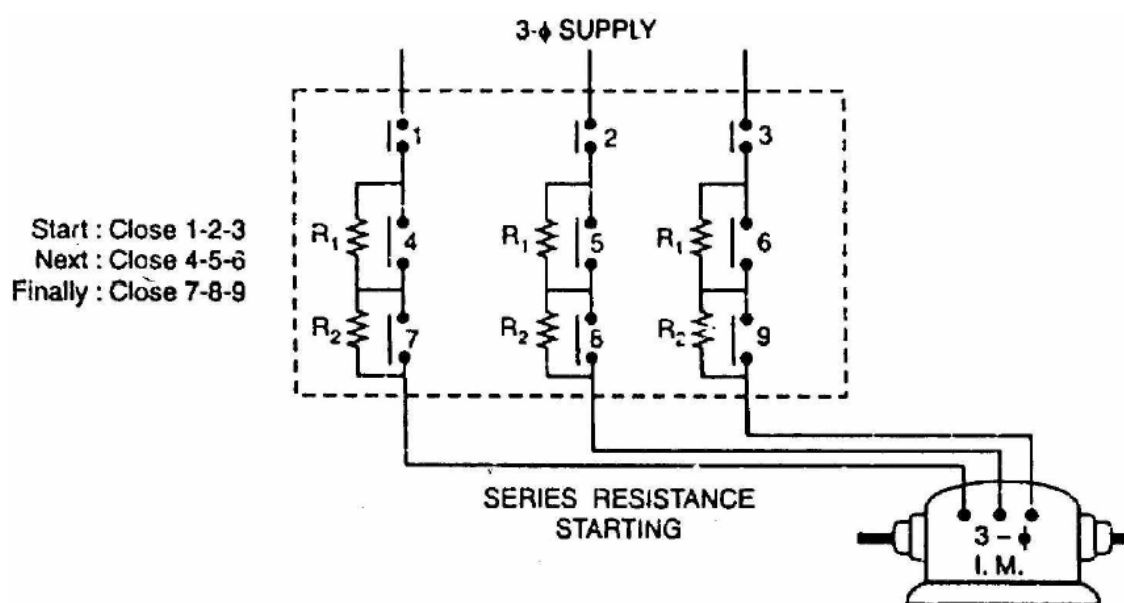 3-ϕ SUPPLY
1 2 3
Start : Close 1-2-3
Next : Close 4-5-6
Finally : Close 7-8-9
R₁ 4 R₁ 5 R₁ 6
R₂ 7 R₂ 8 R₂ 9
SERIES RESISTANCE
STARTING
3-ϕ
I. M.